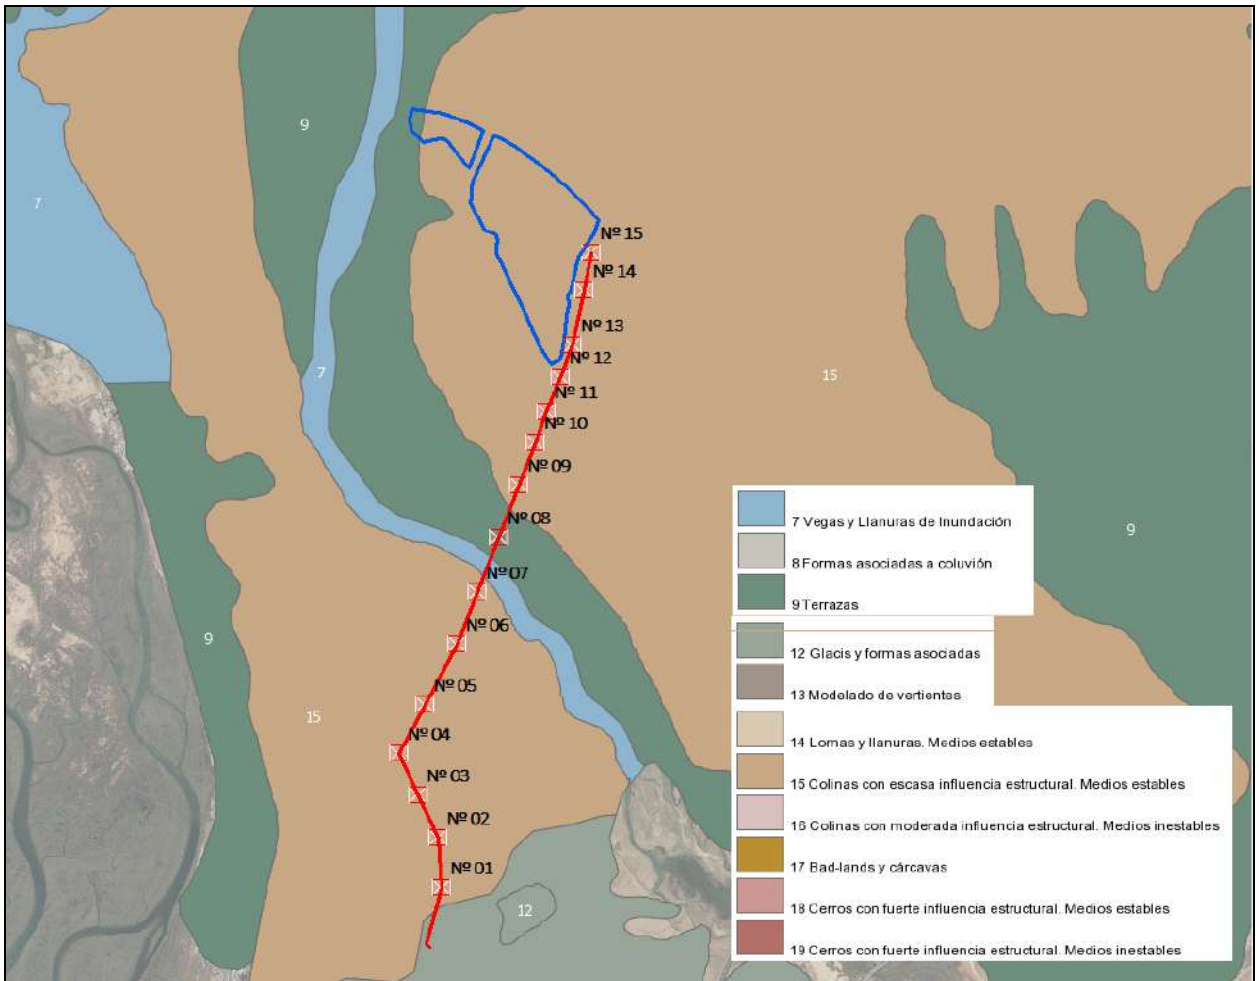 9
7
Nº 15
Nº 14
Nº 13
Nº 12
7
15
Nº 11
Nº 10
Nº 09
Nº 08
9
Nº 07
Nº 06
9
Nº 05
15
Nº 04
Nº 03
Nº 02
Nº 01
12
7 Vegas y Llanuras de Inundación
8 Formas asociadas a coluvión
9 Terrazas
12 Glacis y formas asociadas
13 Modelado de vertientes
14 Lomas y llanuras. Medios estables
15 Colinas con escasa influencia estructural. Medios estables
16 Colinas con moderada influencia estructural. Medios inestables
17 Bad-lands y cárcavas
18 Cerros con fuerte influencia estructural. Medios estables
19 Cerros con fuerte influencia estructural. Medios inestables